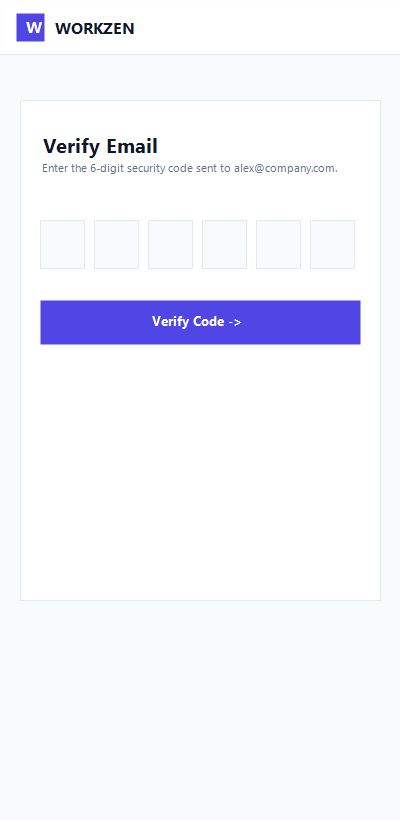 W WORKZEN
Verify Email
Enter the 6-digit security code sent to alex@company.com.
Verify Code ->